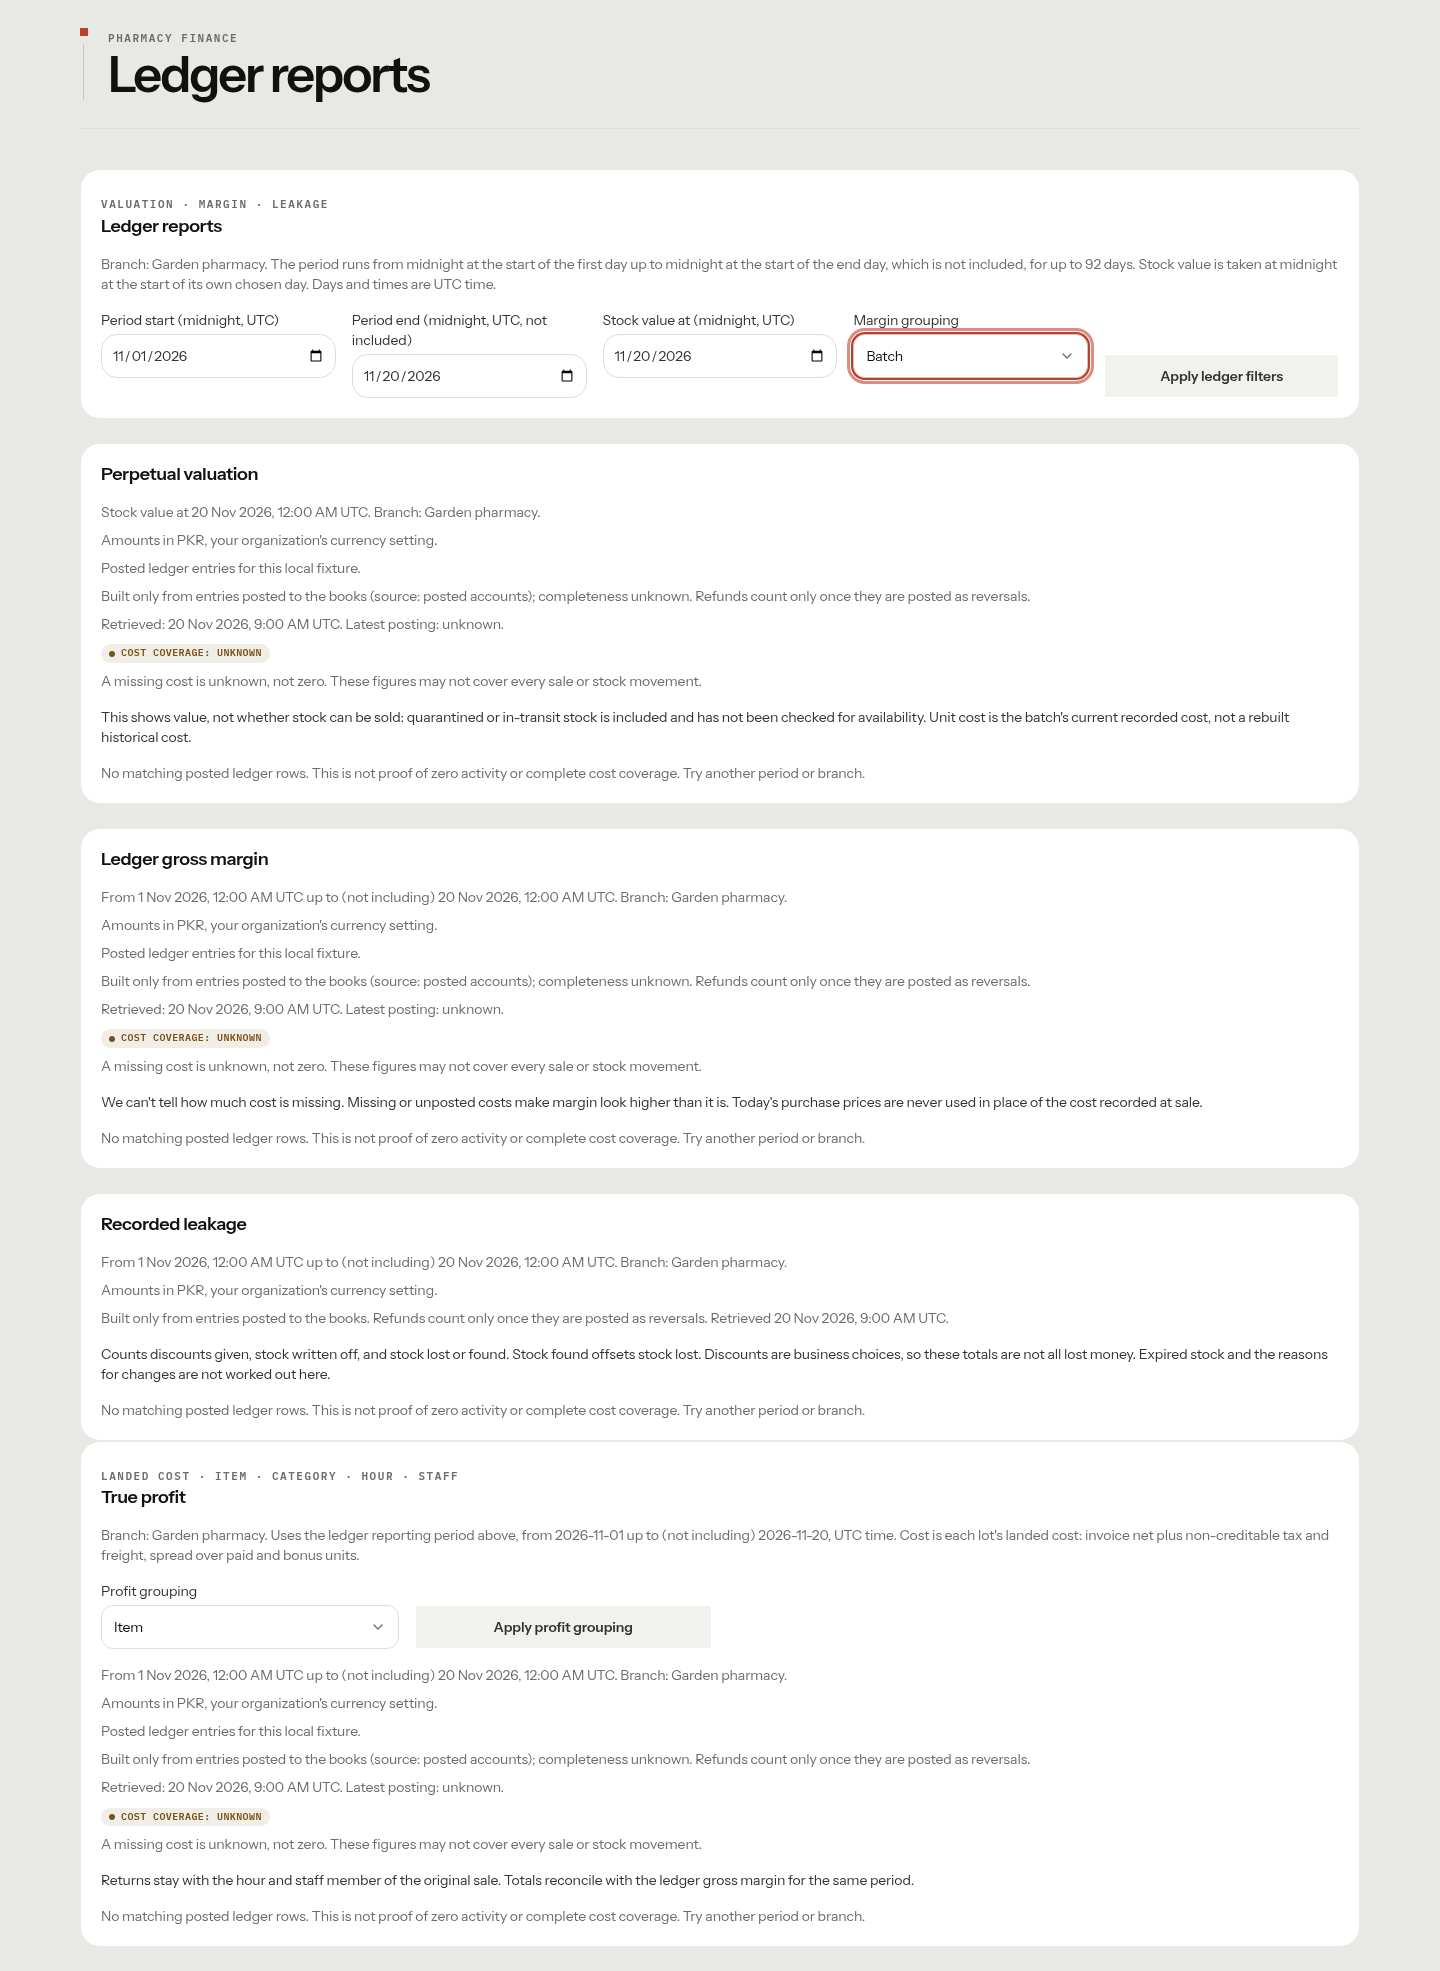 PHARMACY FINANCE
Ledger reports
VALUATION · MARGIN · LEAKAGE
Ledger reports
Branch: Garden pharmacy. The period runs from midnight at the start of the first day up to midnight at the start of the end day, which is not included, for up to 92 days. Stock value is taken at midnight
at the start of its own chosen day. Days and times are UTC time.
Period start (midnight, UTC)
11/01/2026
Period end (midnight, UTC, not
included)
11/20/2026
Stock value at (midnight, UTC)
11/20/2026
Margin grouping
Batch
Apply ledger filters
Perpetual valuation
Stock value at 20 Nov 2026, 12:00 AM UTC. Branch: Garden pharmacy.
Amounts in PKR, your organization's currency setting.
Posted ledger entries for this local fixture.
Built only from entries posted to the books (source: posted accounts); completeness unknown. Refunds count only once they are posted as reversals.
Retrieved: 20 Nov 2026, 9:00 AM UTC. Latest posting: unknown.
COST COVERAGE: UNKNOWN
A missing cost is unknown, not zero. These figures may not cover every sale or stock movement.
This shows value, not whether stock can be sold: quarantined or in-transit stock is included and has not been checked for availability. Unit cost is the batch's current recorded cost, not a rebuilt
historical cost.
No matching posted ledger rows. This is not proof of zero activity or complete cost coverage. Try another period or branch.
Ledger gross margin
From 1 Nov 2026, 12:00 AM UTC up to (not including) 20 Nov 2026, 12:00 AM UTC. Branch: Garden pharmacy.
Amounts in PKR, your organization's currency setting.
Posted ledger entries for this local fixture.
Built only from entries posted to the books (source: posted accounts); completeness unknown. Refunds count only once they are posted as reversals.
Retrieved: 20 Nov 2026, 9:00 AM UTC. Latest posting: unknown.
COST COVERAGE: UNKNOWN
A missing cost is unknown, not zero. These figures may not cover every sale or stock movement.
We can't tell how much cost is missing. Missing or unposted costs make margin look higher than it is. Today's purchase prices are never used in place of the cost recorded at sale.
No matching posted ledger rows. This is not proof of zero activity or complete cost coverage. Try another period or branch.
Recorded leakage
From 1 Nov 2026, 12:00 AM UTC up to (not including) 20 Nov 2026, 12:00 AM UTC. Branch: Garden pharmacy.
Amounts in PKR, your organization's currency setting.
Built only from entries posted to the books. Refunds count only once they are posted as reversals. Retrieved 20 Nov 2026, 9:00 AM UTC.
Counts discounts given, stock written off, and stock lost or found. Stock found offsets stock lost. Discounts are business choices, so these totals are not all lost money. Expired stock and the reasons
for changes are not worked out here.
No matching posted ledger rows. This is not proof of zero activity or complete cost coverage. Try another period or branch.
LANDED COST · ITEM · CATEGORY · HOUR · STAFF
True profit
Branch: Garden pharmacy. Uses the ledger reporting period above, from 2026-11-01 up to (not including) 2026-11-20, UTC time. Cost is each lot's landed cost: invoice net plus non-creditable tax and
freight, spread over paid and bonus units.
Profit grouping
Item
Apply profit grouping
From 1 Nov 2026, 12:00 AM UTC up to (not including) 20 Nov 2026, 12:00 AM UTC. Branch: Garden pharmacy.
Amounts in PKR, your organization's currency setting.
Posted ledger entries for this local fixture.
Built only from entries posted to the books (source: posted accounts); completeness unknown. Refunds count only once they are posted as reversals.
Retrieved: 20 Nov 2026, 9:00 AM UTC. Latest posting: unknown.
COST COVERAGE: UNKNOWN
A missing cost is unknown, not zero. These figures may not cover every sale or stock movement.
Returns stay with the hour and staff member of the original sale. Totals reconcile with the ledger gross margin for the same period.
No matching posted ledger rows. This is not proof of zero activity or complete cost coverage. Try another period or branch.